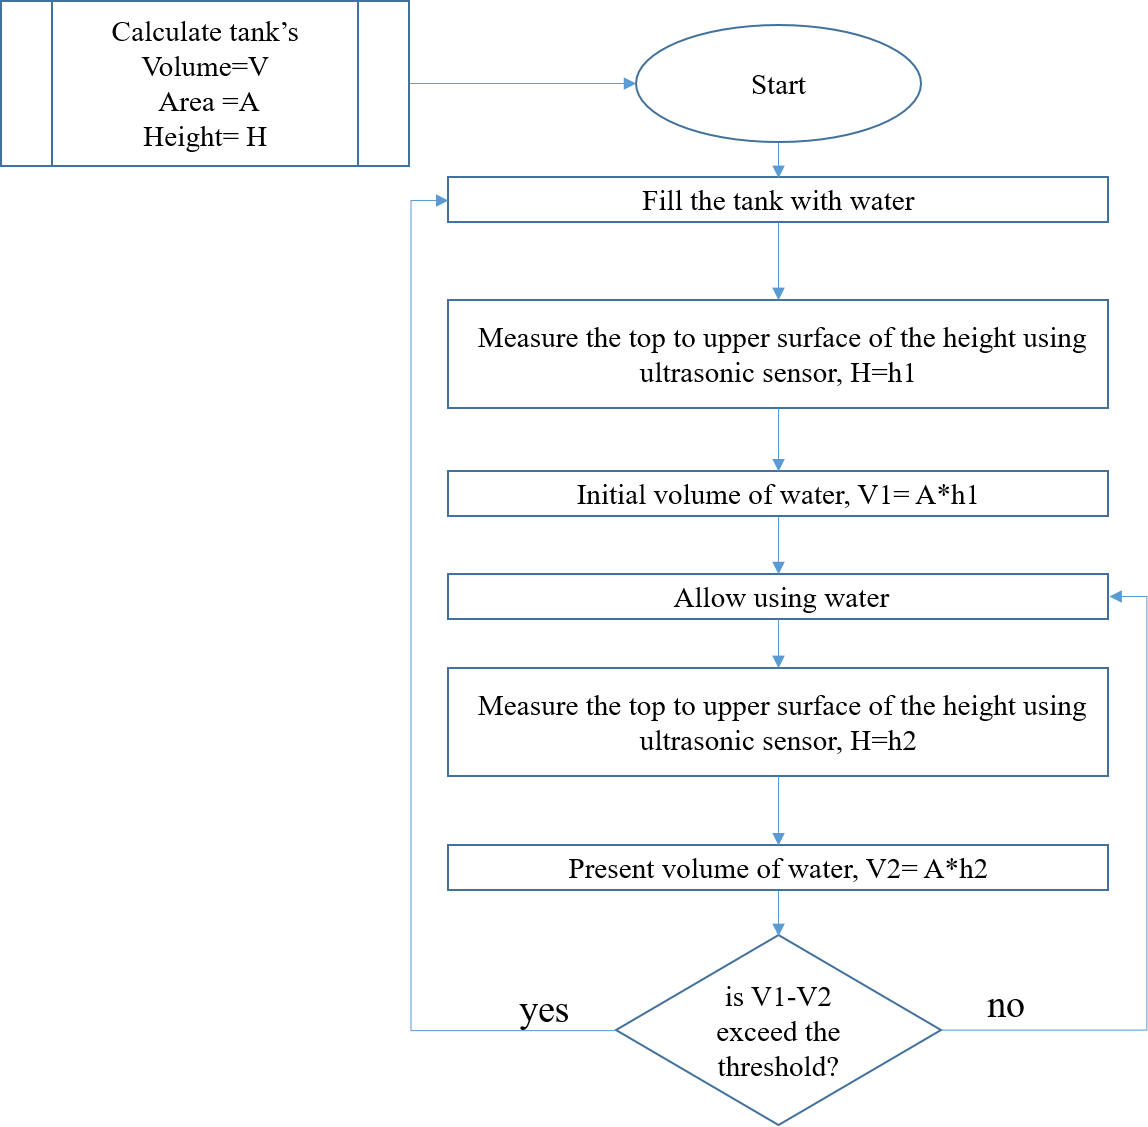 Calculate tank’s
Volume=V
Area =A
Height= H
Start
Fill the tank with water
Measure the top to upper surface of the height using
ultrasonic sensor, H=h1
Initial volume of water, V1= A*h1
Allow using water
Measure the top to upper surface of the height using
ultrasonic sensor, H=h2
Present volume of water, V2= A*h2
is V1-V2
exceed the
threshold?
yes
no